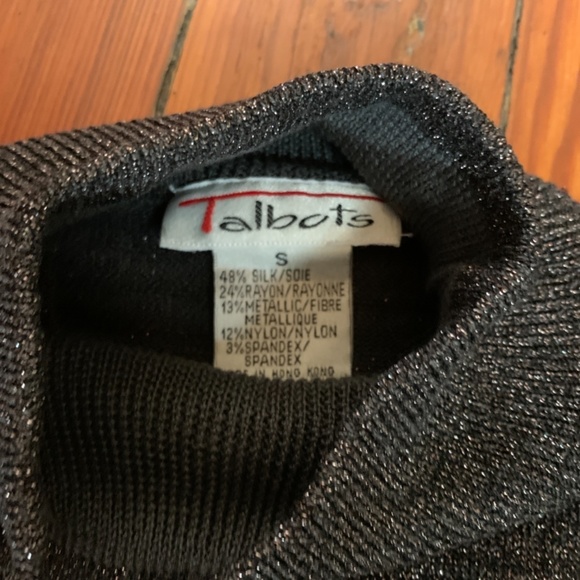 Talbots
S
48% SILK/SOIE
24%RAYON/RAYONNE
13%METALLIC/FIBRE
METALLIQUE
12%NYLON/NYLON
3%SPANDEX/
SPANDEX
IN HONG KONG